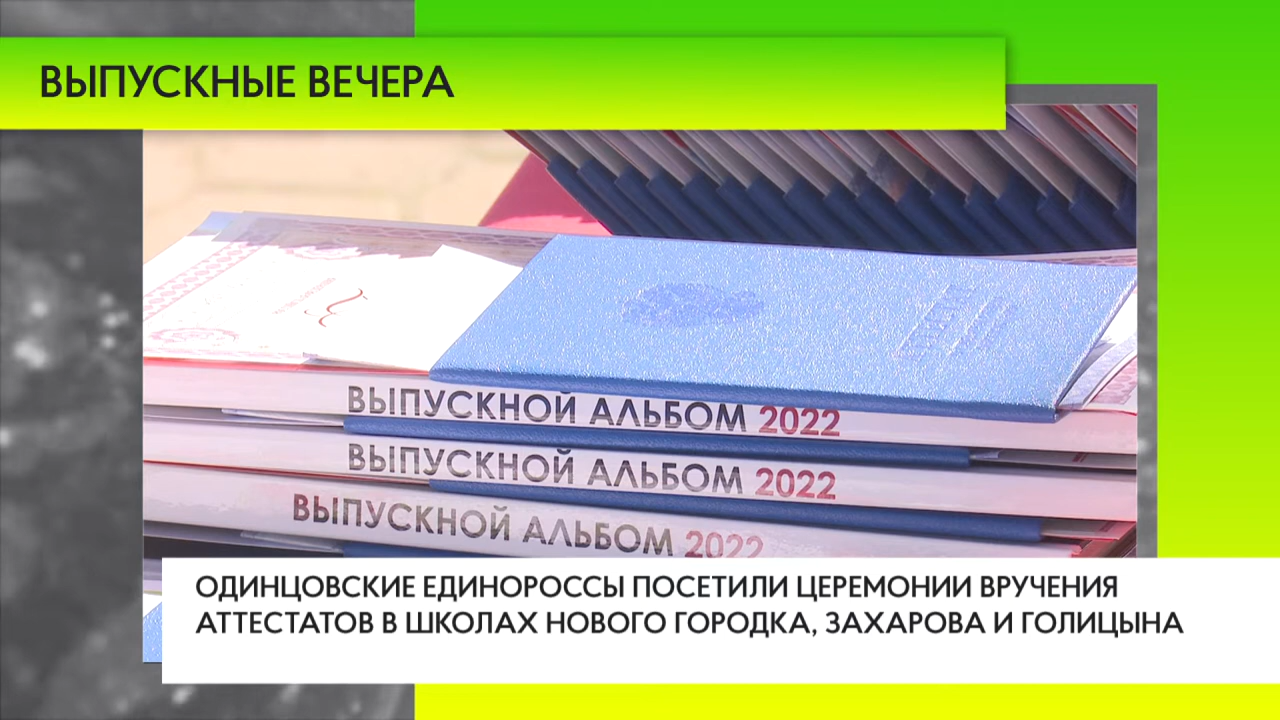 ВЫПУСКНЫЕ ВЕЧЕРА
ВЫПУСКНОЙ АЛЬБОМ 2022
ВЫПУСКНОЙ АЛЬБОМ 2022
ВЫПУСКНОЙ АЛЬБОМ 2022
ОДИНЦОВСКИЕ ЕДИНОРОССЫ ПОСЕТИЛИ ЦЕРЕМОНИИ ВРУЧЕНИЯ
АТТЕСТАТОВ В ШКОЛАХ НОВОГО ГОРОДКА, ЗАХАРОВА И ГОЛИЦЫНА